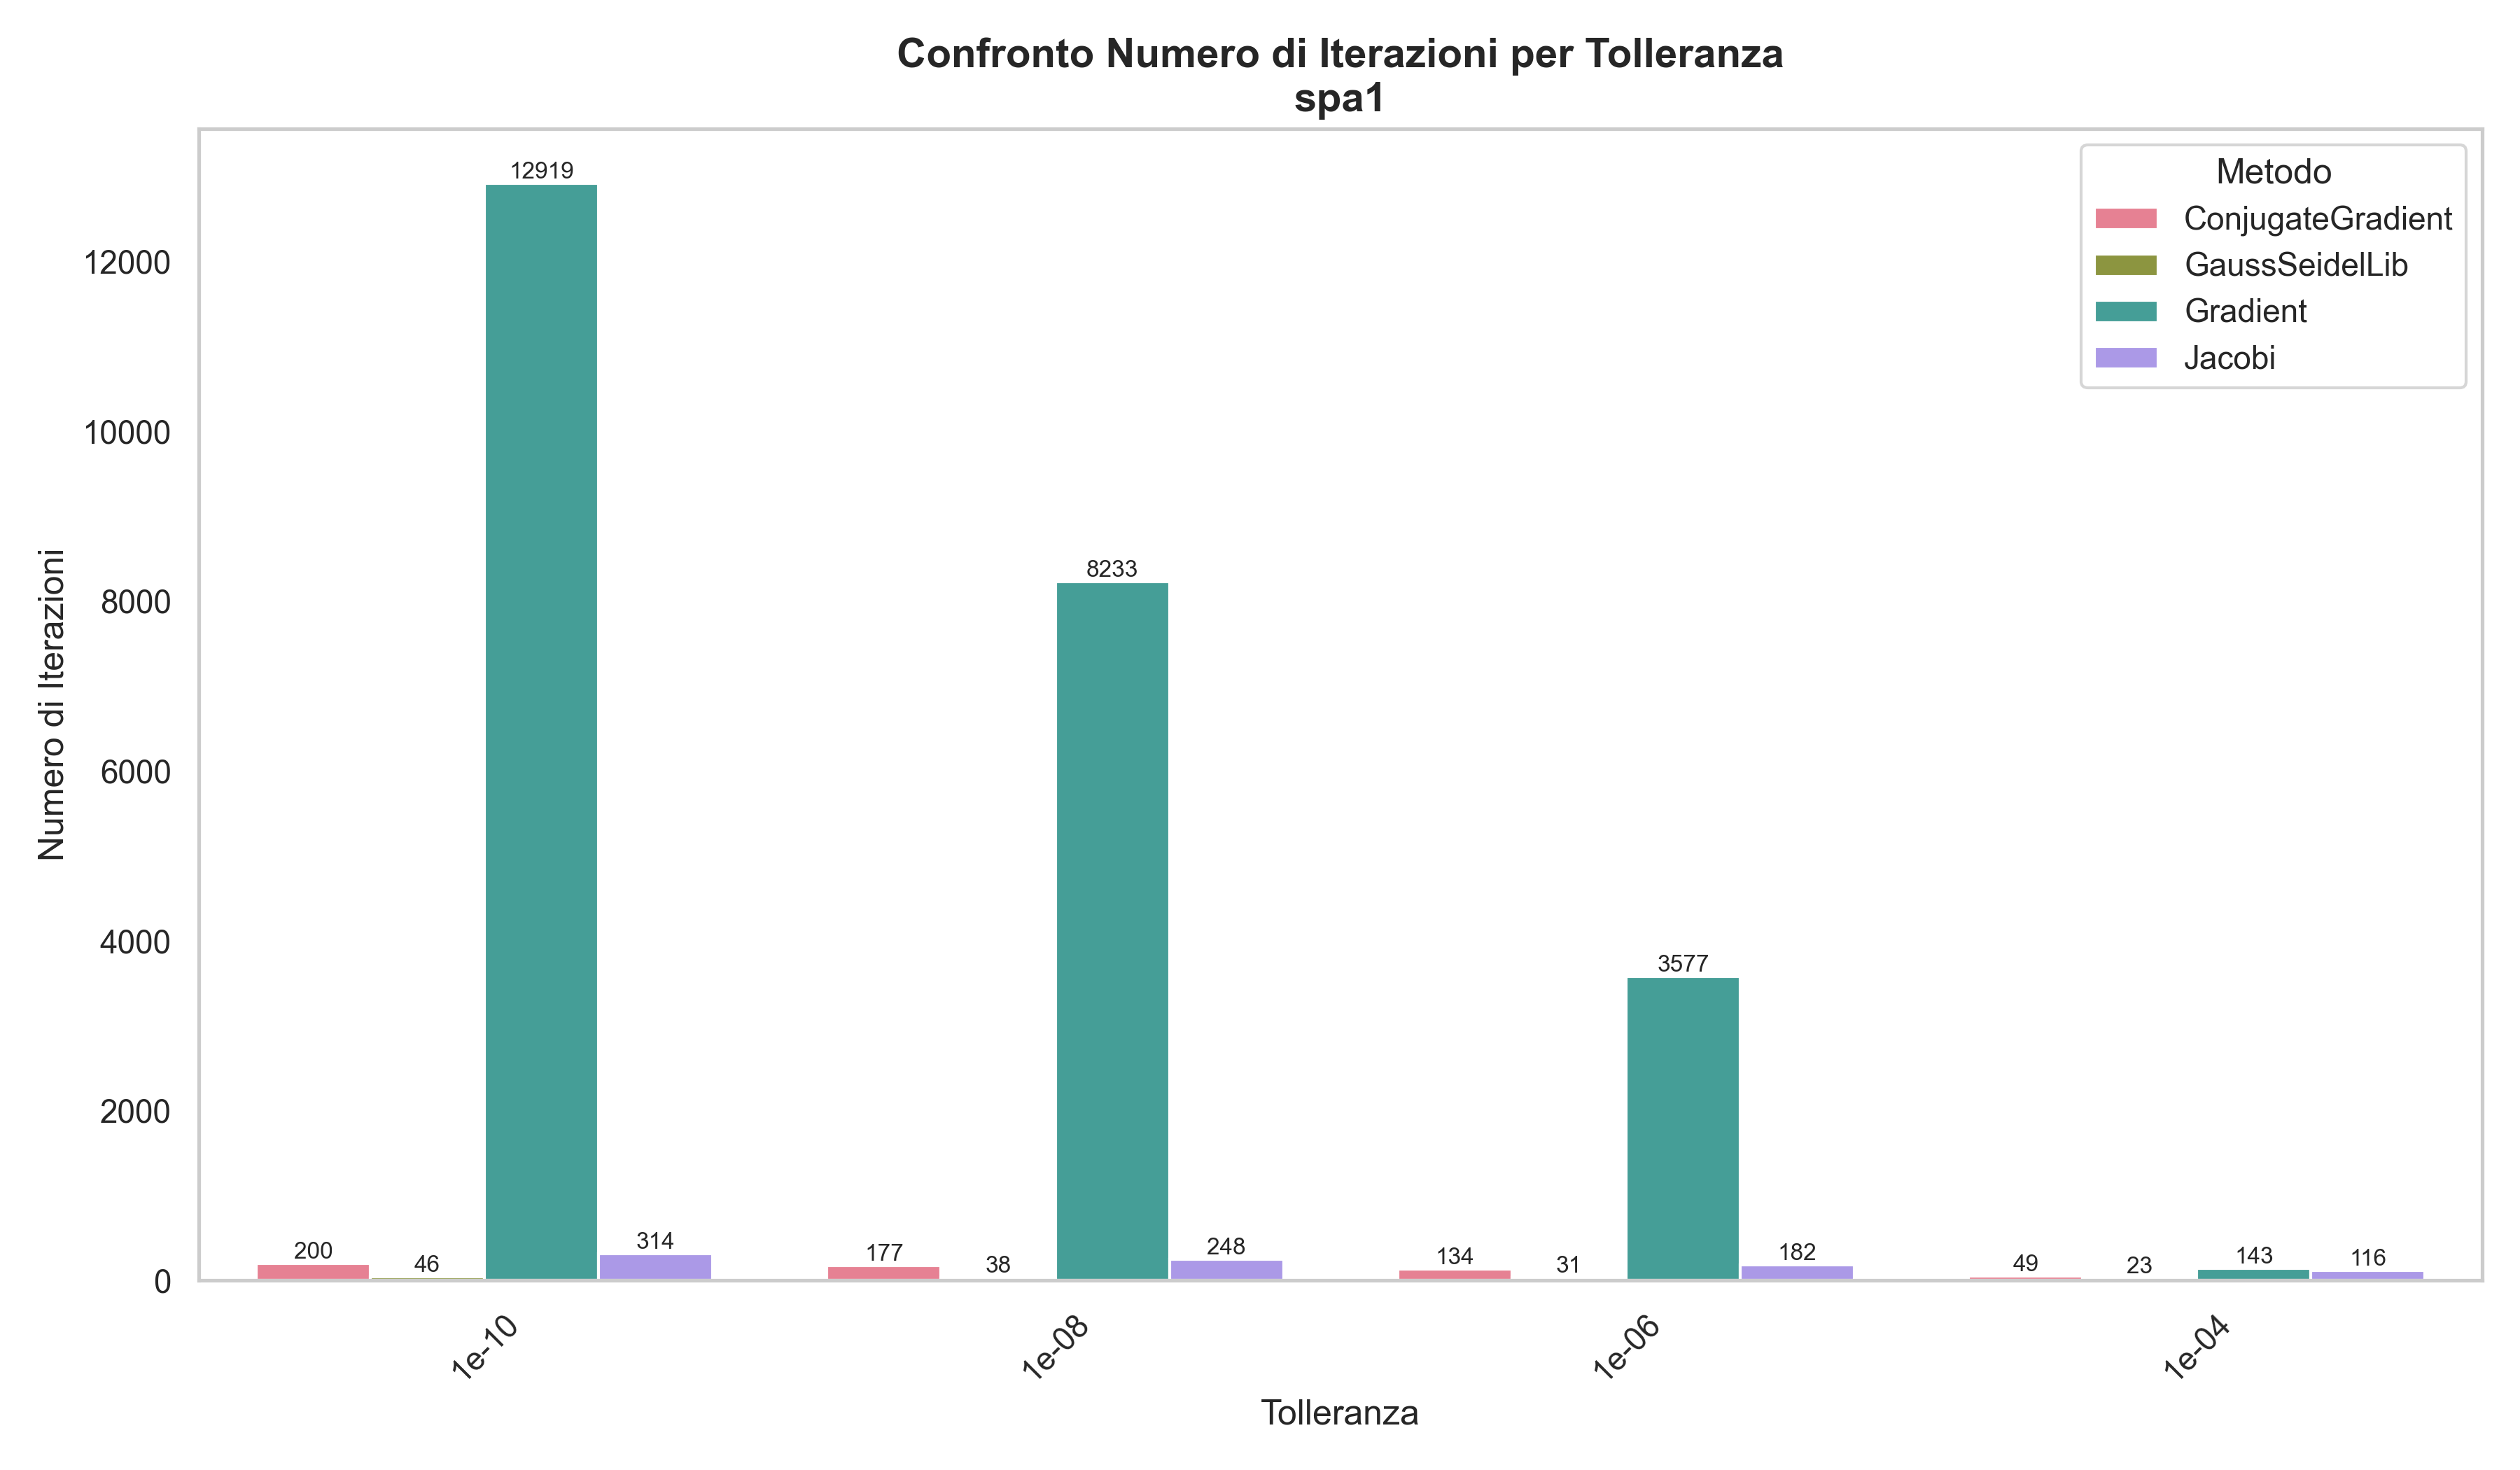 Confronto Numero di Iterazioni per Tolleranza
spa1
Metodo
ConjugateGradient
GaussSeidelLib
Gradient
Jacobi
Numero di Iterazioni
12000
10000
8000
6000
4000
2000
0
200
46
12919
314
177
38
8233
248
134
31
3577
182
49
23
143
116
1e-10
1e-08
1e-06
1e-04
Tolleranza